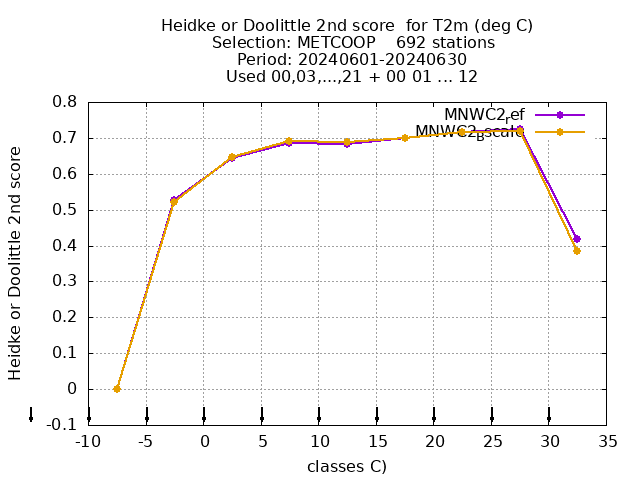 Heidke or Doolittle 2nd score  for T2m (deg C)
Selection: METCOOP    692 stations
Period: 20240601-20240630
Used 00,03,...,21 + 00 01 ... 12
MNWC2ref
MNWC2Bscale
0.8
0.7
0.6
0.5
0.4
0.3
0.2
0.1
0
-0.1
Heidke or Doolittle 2nd score
-10 -5 0 5 10 15 20 25 30 35
classes C)